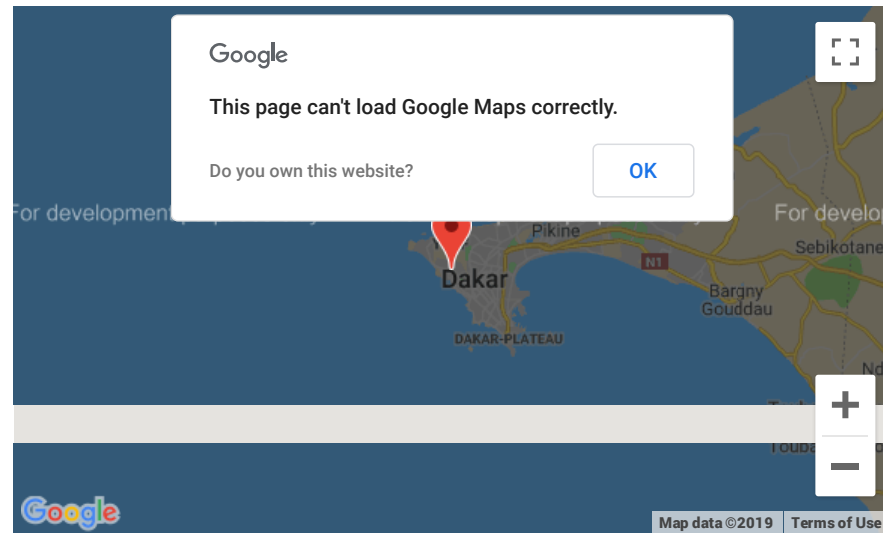 Google
This page can't load Google Maps correctly.
Do you own this website?
OK
For development
For develo
Pikine
Sebikotane
N1
Dakar
Bargny
Gouddau
DAKAR-PLATEAU
Google
Map data ©2019
Terms of Use